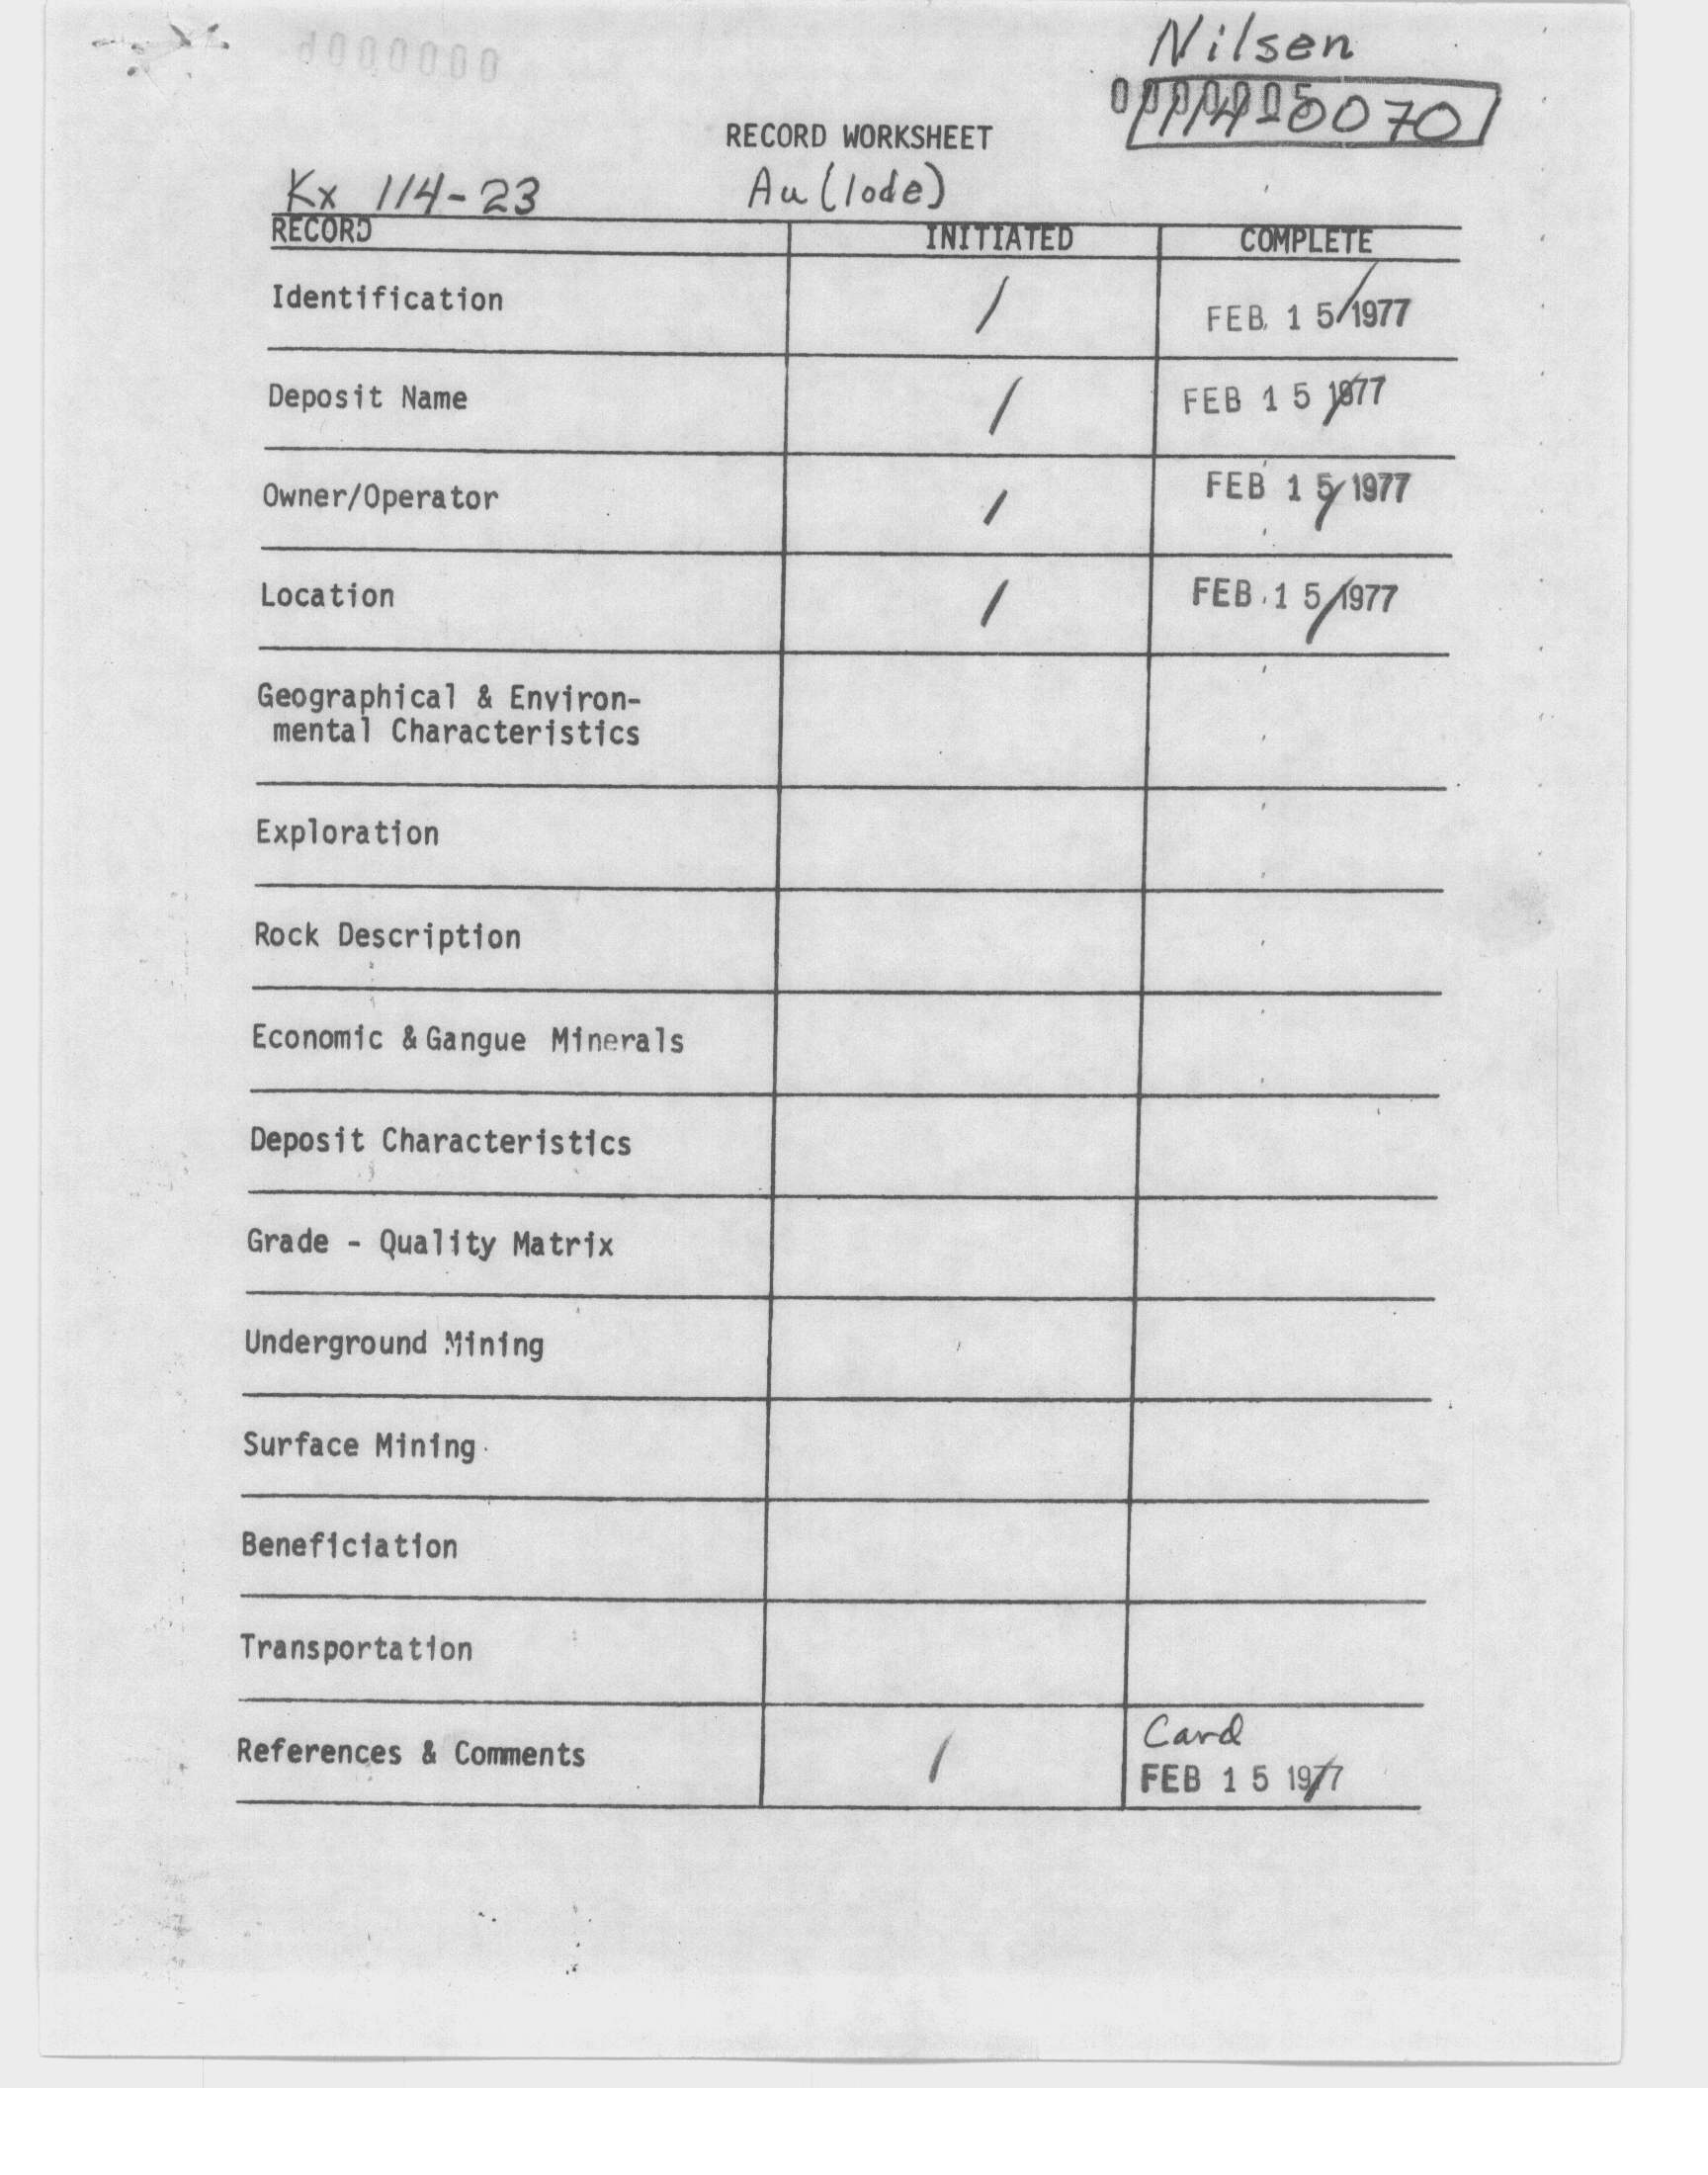 Nilsen
114-0070
RECORD WORKSHEET
Kx 114-23 Au (lode)
RECORD INITIATED COMPLETE
Identification / FEB. 15 1977
Deposit Name / FEB 15 1977
Owner/Operator / FEB 15 1977
Location / FEB. 15 1977
Geographical & Environ-
mental Characteristics
Exploration
Rock Description
Economic & Gangue Minerals
Deposit Characteristics
Grade - Quality Matrix
Underground Mining
Surface Mining
Beneficiation
Transportation
Card
References & Comments / FEB 15 1977